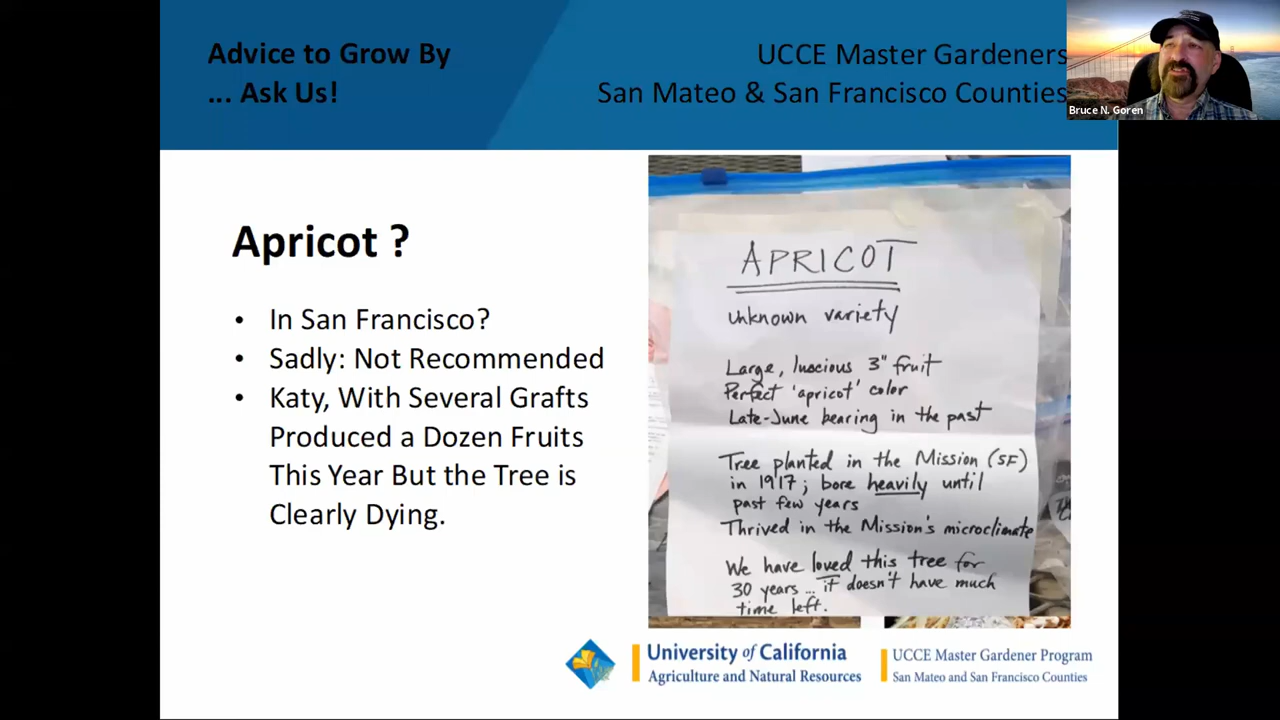 Advice to Grow By
... Ask Us!
UCCE Master Gardeners
San Mateo & San Francisco Counties
Bruce N. Goren
Apricot ?
• In San Francisco?
• Sadly: Not Recommended
• Katy, With Several Grafts
Produced a Dozen Fruits
This Year But the Tree is
Clearly Dying.
APRICOT
unknown variety
Large, luscious 3" fruit
Perfect 'apricot' color
Late-June bearing in the past
Tree planted in the Mission (SF)
in 1917; bore heavily until
past few years
Thrived in the Mission's microclimate
We have loved this tree for
30 years... it doesn't have much
time left.
University of California
Agriculture and Natural Resources
UCCE Master Gardener Program
San Mateo and San Francisco Counties